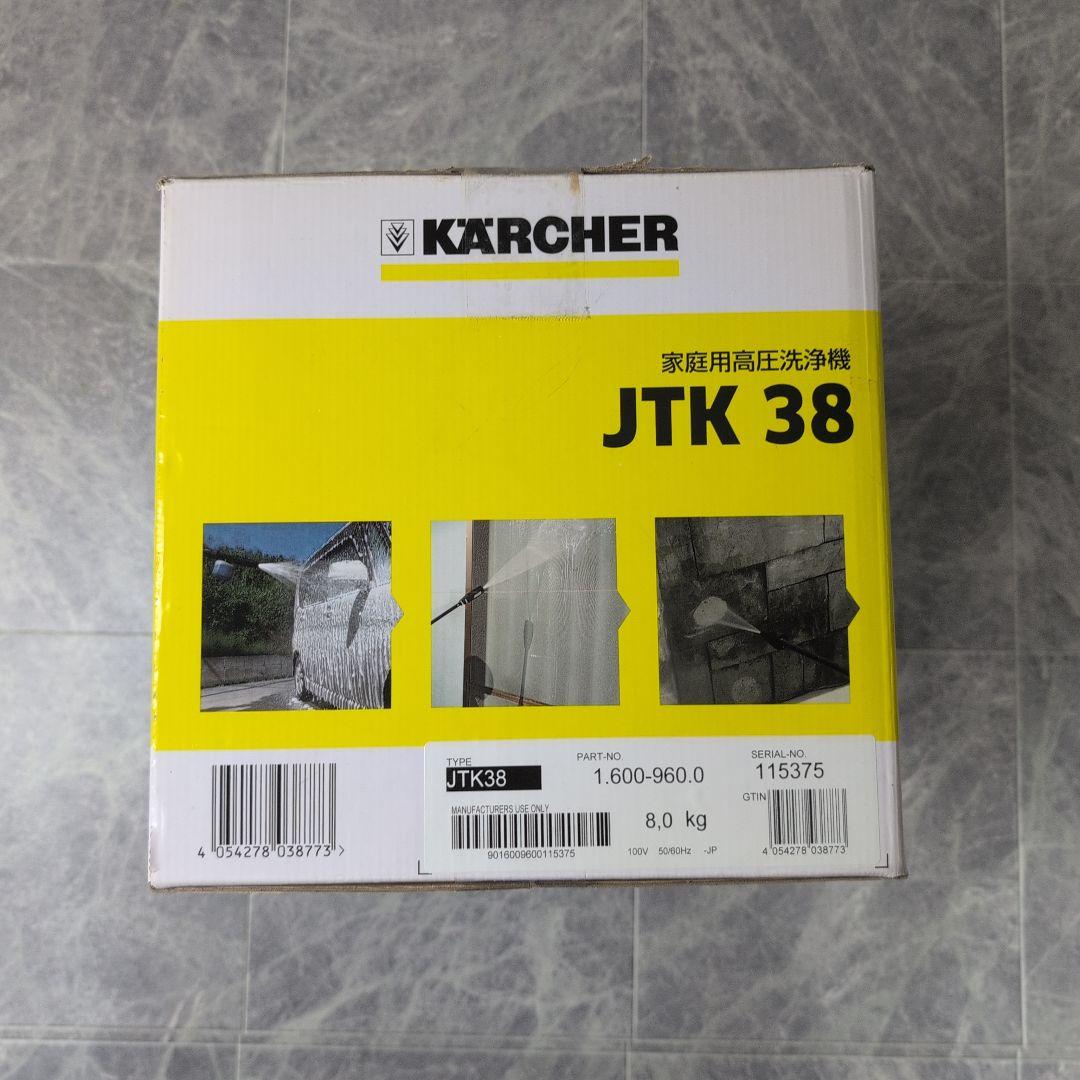 KÄRCHER
家庭用高圧洗浄機
JTK 38
TYPE
JTK38
PART-NO.
1.600-960.0
SERIAL-NO.
115375
MANUFACTURERS USE ONLY
9016009600115375
8,0 kg
100V 50/60Hz -JP
GTIN
4 054278 038773
4 054278 038773 >